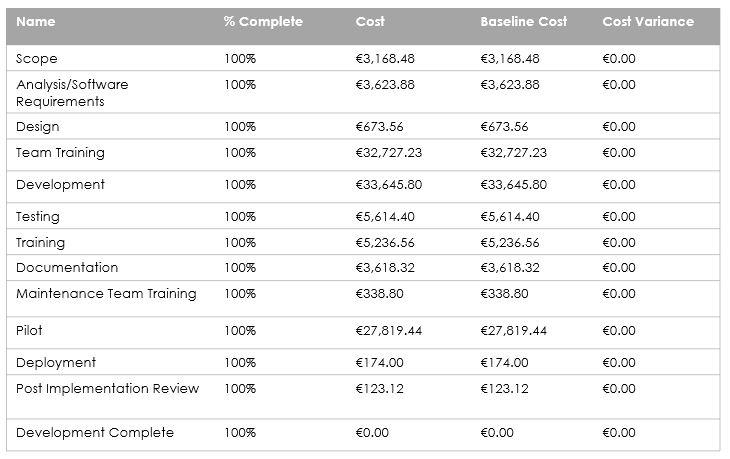 Name % Complete Cost Baseline Cost Cost Variance
Scope 100% €3,168.48 €3,168.48 €0.00
Analysis/Software 100% €3,623.88 €3,623.88 €0.00
Requirements
Design 100% €673.56 €673.56 €0.00
Team Training 100% €32,727.23 €32,727.23 €0.00
Development 100% €33,645.80 €33,645.80 €0.00
Testing 100% €5,614.40 €5,614.40 €0.00
Training 100% €5,236.56 €5,236.56 €0.00
Documentation 100% €3,618.32 €3,618.32 €0.00
Maintenance Team Training 100% €338.80 €338.80 €0.00
Pilot 100% €27,819.44 €27,819.44 €0.00
Deployment 100% €174.00 €174.00 €0.00
Post Implementation Review 100% €123.12 €123.12 €0.00
Development Complete 100% €0.00 €0.00 €0.00